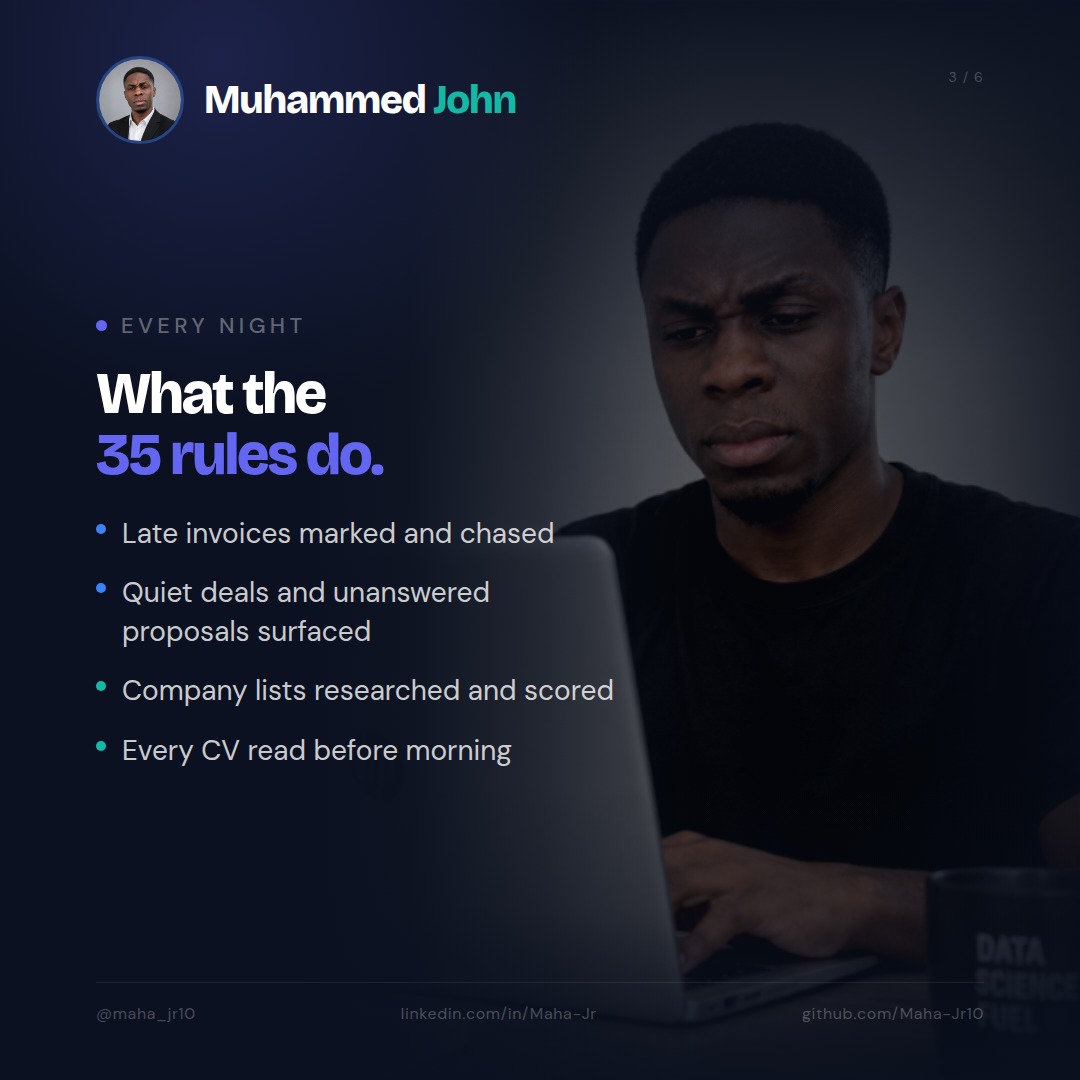 Muhammed John
3 / 6
EVERY NIGHT
What the
35 rules do.
Late invoices marked and chased
Quiet deals and unanswered
proposals surfaced
Company lists researched and scored
Every CV read before morning
DATA
SCIENCE
FUEL
@maha_jr10
linkedin.com/in/Maha-Jr
github.com/Maha-Jr10